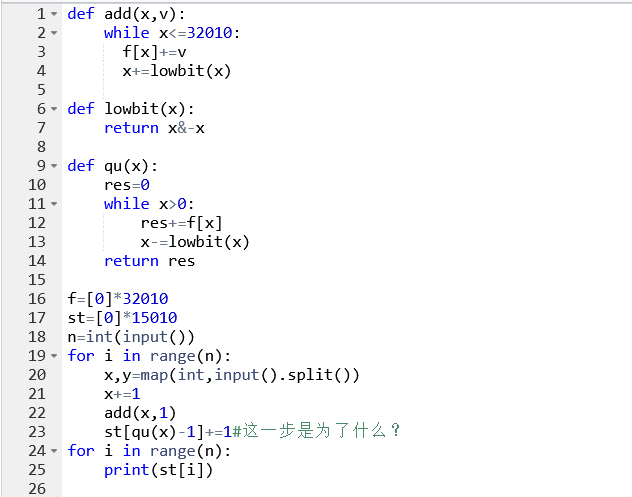 1 def add(x,v):
2     while x<=32010:
3       f[x]+=v
4       x+=lowbit(x)
5
6 def lowbit(x):
7     return x&-x
8
9 def qu(x):
10     res=0
11     while x>0:
12         res+=f[x]
13         x-=lowbit(x)
14     return res
15
16 f=[0]*32010
17 st=[0]*15010
18 n=int(input())
19 for i in range(n):
20     x,y=map(int,input().split())
21     x+=1
22     add(x,1)
23     st[qu(x)-1]+=1#这一步是为了什么?
24 for i in range(n):
25     print(st[i])
26